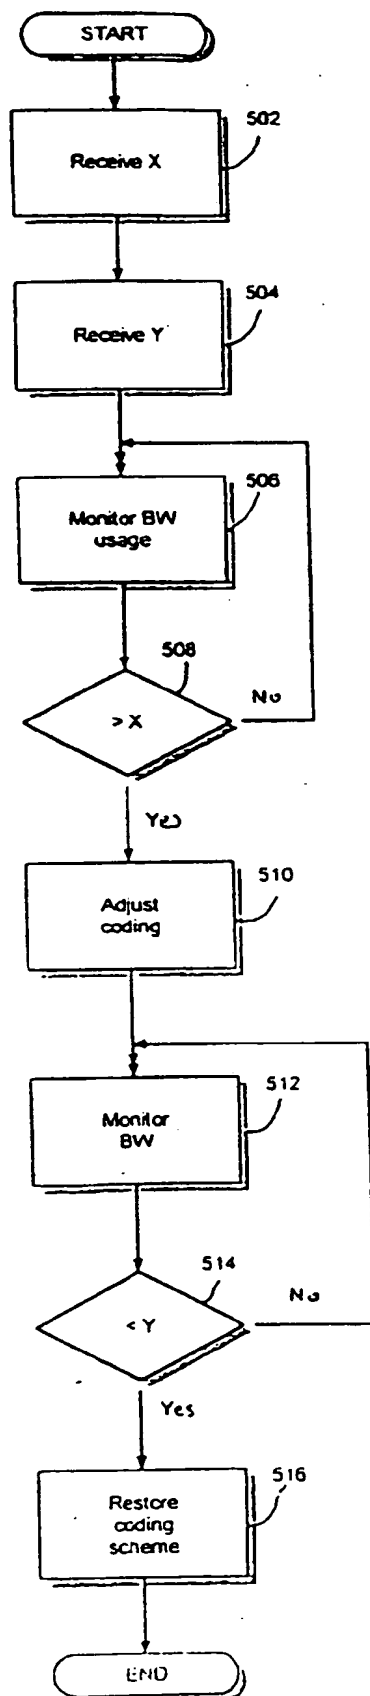 START
502
Receive X
504
Receive Y
506
Monitor BW
usage
508
> X
No
Yes
510
Adjust
coding
512
Monitor
BW
514
< Y
No
Yes
516
Restore
coding
scheme
END